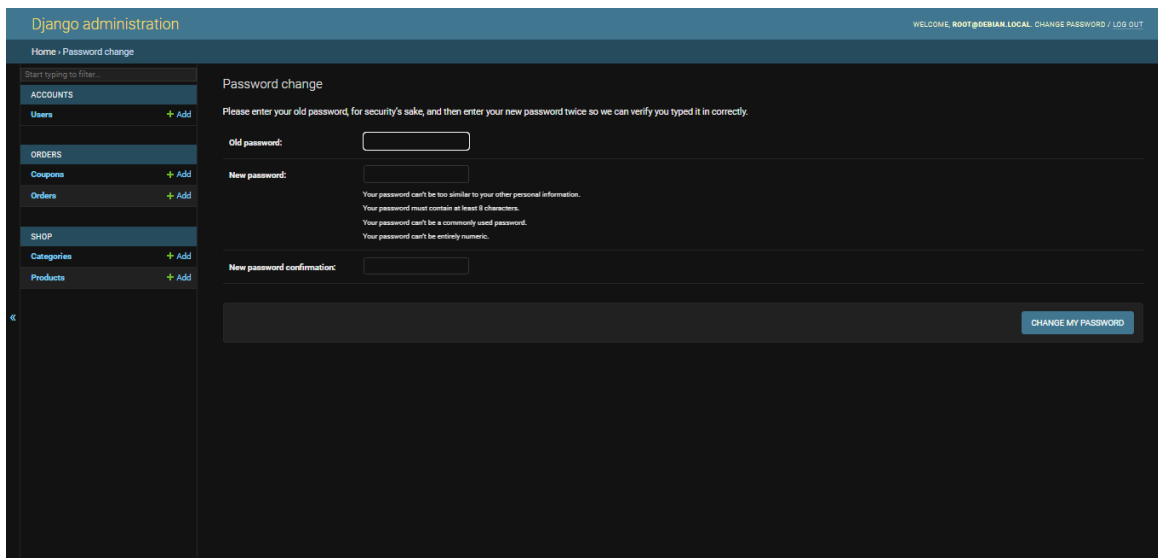 Django administration
WELCOME, ROOT@DEBIAN.LOCAL. CHANGE PASSWORD / LOG OUT
Home › Password change
Start typing to filter...
ACCOUNTS
Users + Add
ORDERS
Coupons + Add
Orders + Add
SHOP
Categories + Add
Products + Add
«
Password change
Please enter your old password, for security's sake, and then enter your new password twice so we can verify you typed it in correctly.
Old password:
New password:
Your password can't be too similar to your other personal information.
Your password must contain at least 8 characters.
Your password can't be a commonly used password.
Your password can't be entirely numeric.
New password confirmation:
CHANGE MY PASSWORD